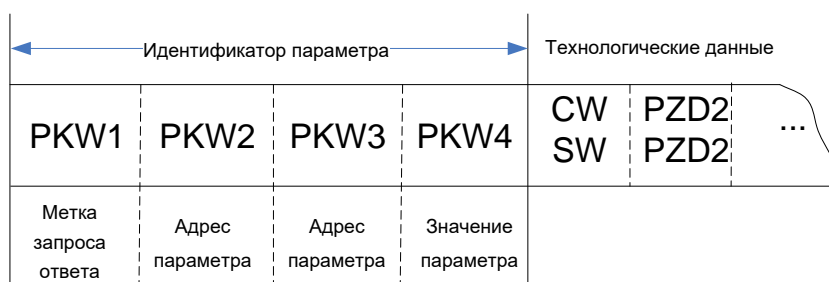 Идентификатор параметра
Технологические данные
PKW1 PKW2 PKW3 PKW4 CW PZD2 ...
SW PZD2
Метка запроса ответа
Адрес параметра
Адрес параметра
Значение параметра